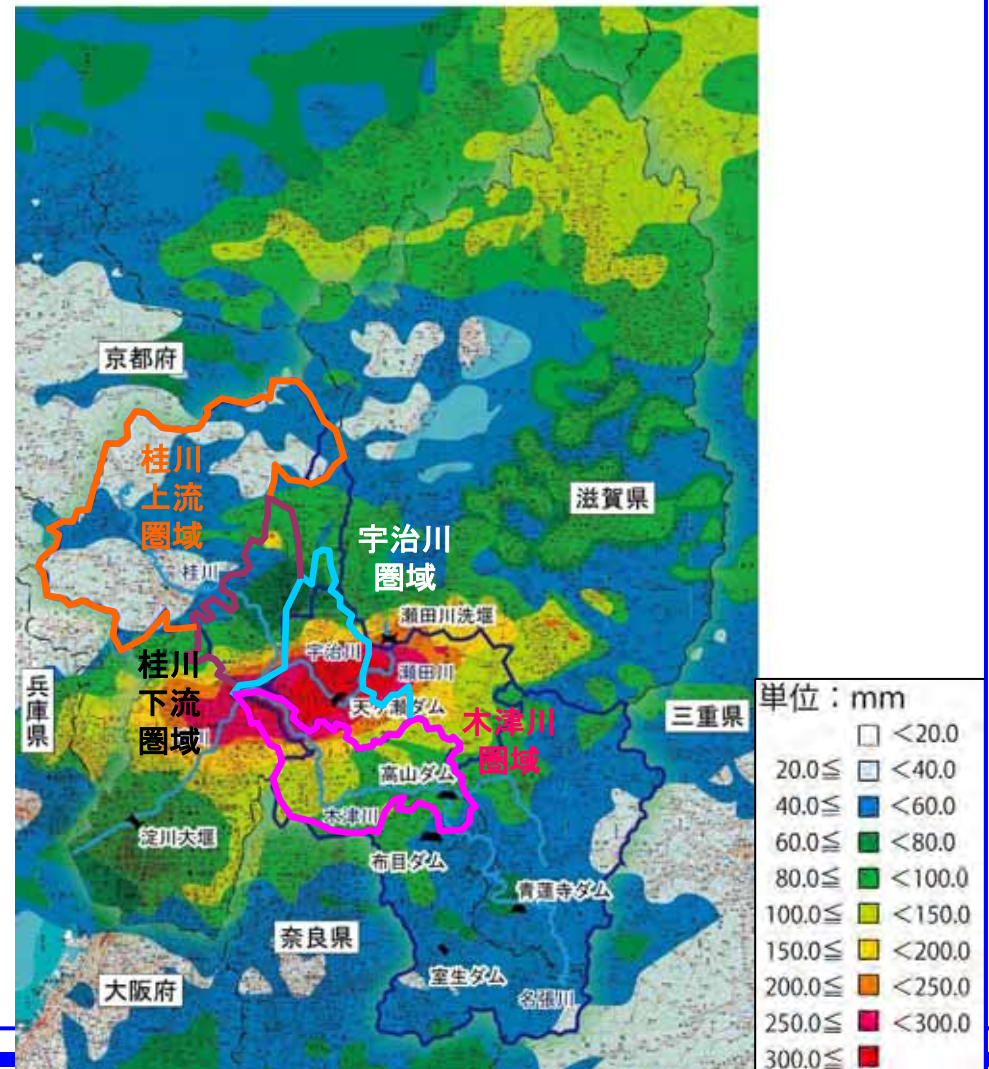 京都府
桂川
上流
圏域
滋賀県
宇治川
圏域
桂川
瀬田川洗堰
宇治川
瀬田川
桂川
下流
圏域
兵庫県
天ヶ瀬ダム
三重県
木津川
圏域
高山ダム
木津川
淀川大堰
布目ダム
青蓮寺ダム
奈良県
室生ダム
大阪府
名張川
単位：mm
<20.0
20.0≦ <40.0
40.0≦ <60.0
60.0≦ <80.0
80.0≦ <100.0
100.0≦ <150.0
150.0≦ <200.0
200.0≦ <250.0
250.0≦ <300.0
300.0≦